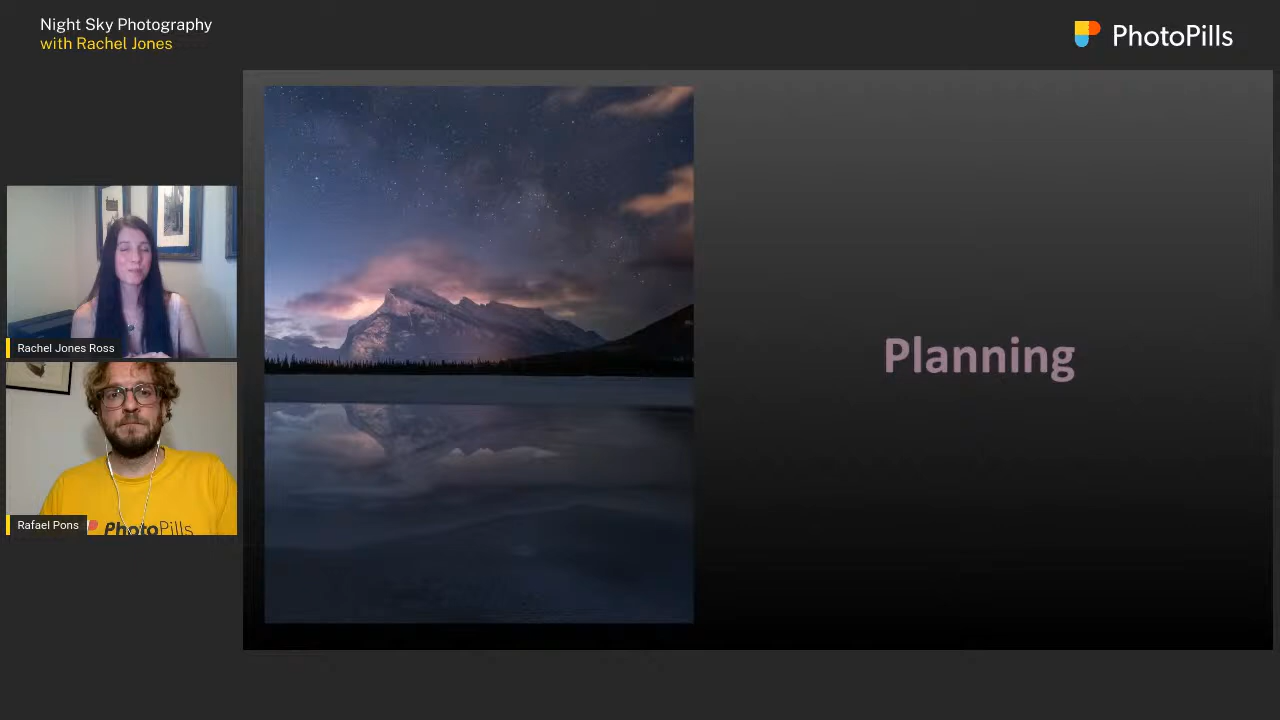 Night Sky Photography
with Rachel Jones
PhotoPills
Planning
Rachel Jones Ross
Rafael Pons
PhotoPills